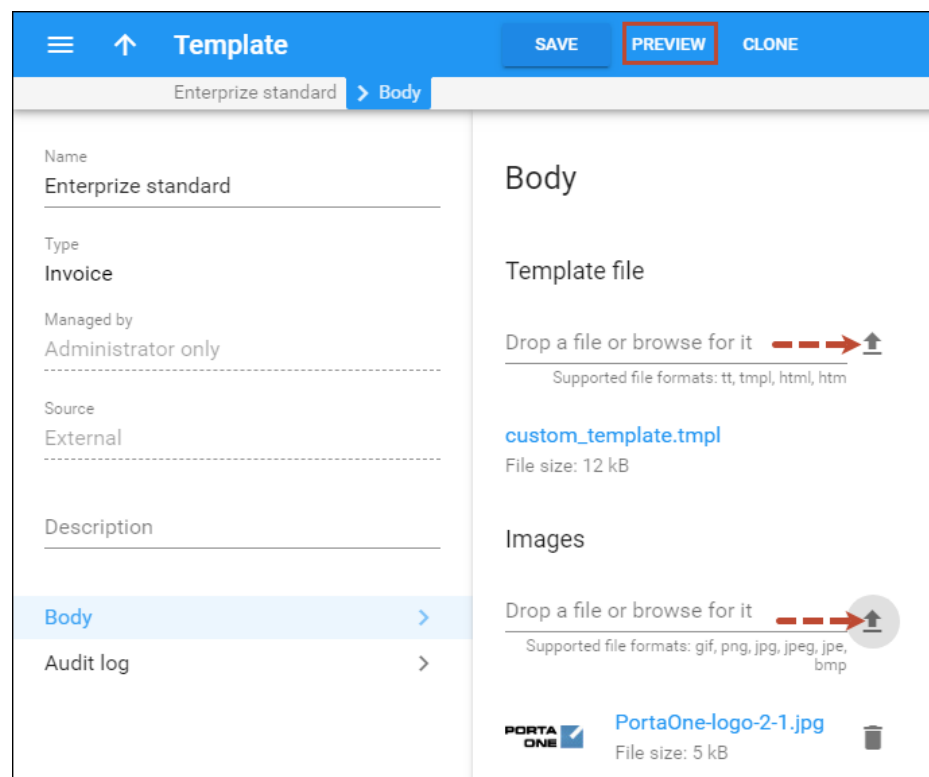 Template
SAVE
PREVIEW
CLONE
Enterprize standard
Body
Name
Enterprize standard
Type
Invoice
Managed by
Administrator only
Source
External
Description
Body
Audit log
Body
Template file
Drop a file or browse for it
Supported file formats: tt, tmpl, html, htm
custom_template.tmpl
File size: 12 kB
Images
Drop a file or browse for it
Supported file formats: gif, png, jpg, jpeg, jpe,
bmp
PORTA
ONE
PortaOne-logo-2-1.jpg
File size: 5 kB